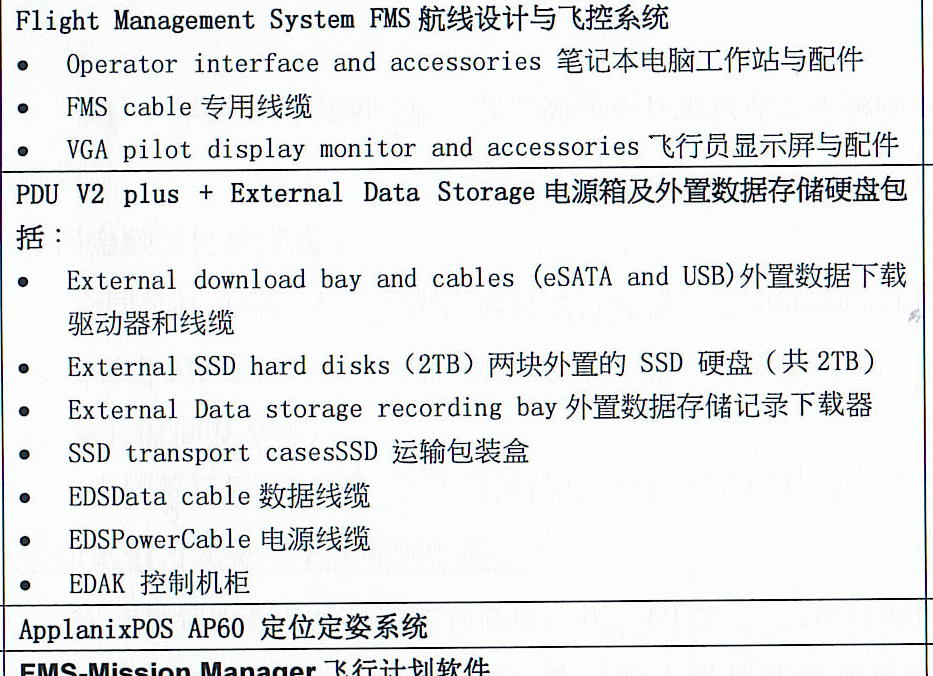 Flight Management System FMS 航线设计与飞控系统
• Operator interface and accessories 笔记本电脑工作站与配件
• FMS cable 专用线缆
• VGA pilot display monitor and accessories 飞行员显示屏与配件
PDU V2 plus + External Data Storage 电源箱及外置数据存储硬盘包
括：
• External download bay and cables (eSATA and USB)外置数据下载
驱动器和线缆
• External SSD hard disks（2TB）两块外置的 SSD 硬盘（共 2TB）
• External Data storage recording bay 外置数据存储记录下载器
• SSD transport casesSSD 运输包装盒
• EDSData cable 数据线缆
• EDSPowerCable 电源线缆
• EDAK 控制机柜
ApplanixPOS AP60 定位定姿系统
FMS-Mission Manager 飞行计划软件